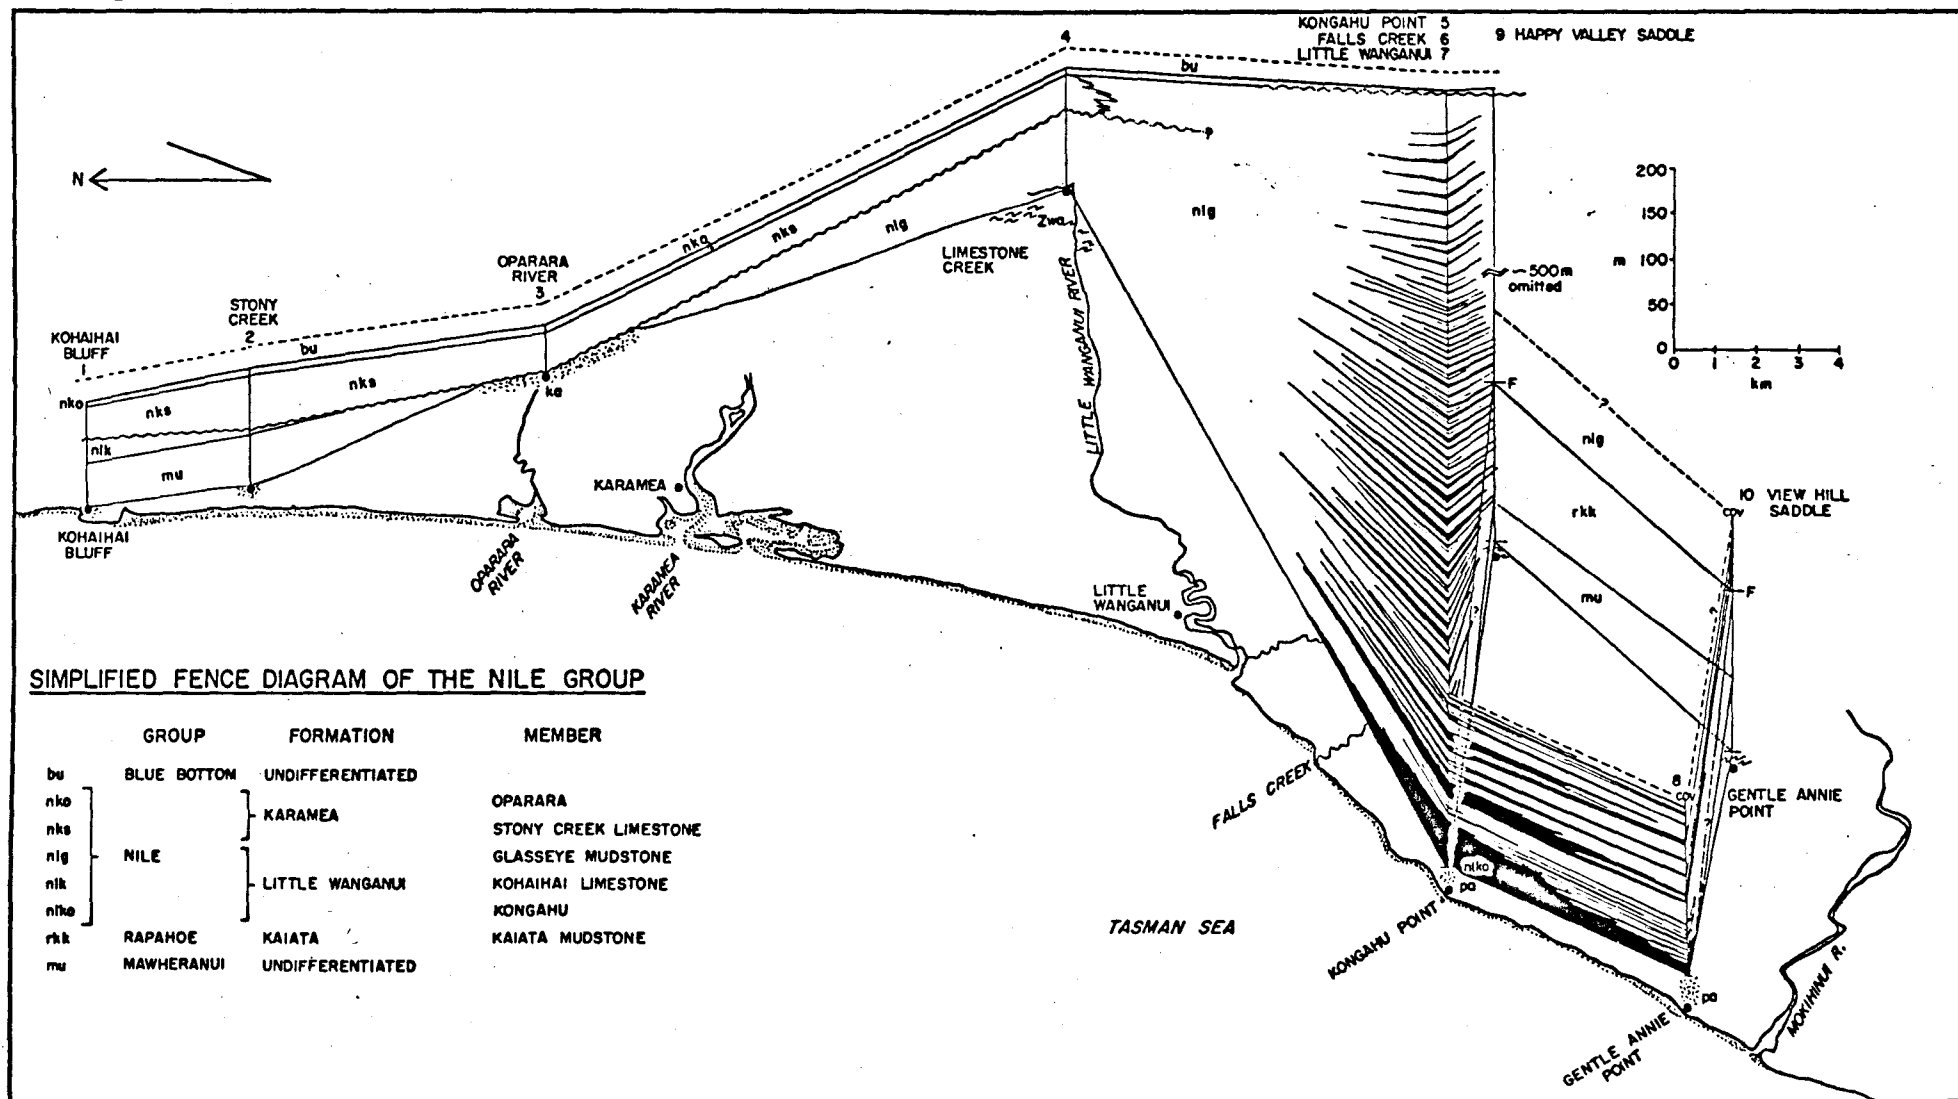 KONGAHU POINT 5
FALLS CREEK 6
LITTLE WANGANUI 7
9 HAPPY VALLEY SADDLE
4
bu
N
200
150
m 100
50
0
0 1 2 3 4
km
nlg
~500m
omitted
nko
nks
nlg
Zwa
?
LIMESTONE
CREEK
LITTLE WANGANUI RIVER
OPARARA
RIVER
3
STONY
CREEK
2
KOHAIHAI
BLUFF
1
bu
nko
nks
nks
nlk
mu
ka
F
?
nlg
rkk
mu
10 VIEW HILL
SADDLE
cov
F
?
?
KARAMEA
KOHAIHAI
BLUFF
OPARARA
RIVER
KARAMEA
RIVER
LITTLE
WANGANUI
FALLS CREEK
8
cov
GENTLE ANNIE
POINT
nlko
pa
KONGAHU POINT
TASMAN SEA
pa
GENTLE ANNIE
POINT
MOKIHINUI R.
SIMPLIFIED FENCE DIAGRAM OF THE NILE GROUP
GROUP FORMATION MEMBER
bu BLUE BOTTOM UNDIFFERENTIATED
nko KARAMEA OPARARA
nks STONY CREEK LIMESTONE
nlg NILE GLASSEYE MUDSTONE
nlk LITTLE WANGANUI KOHAIHAI LIMESTONE
nlko KONGAHU
rkk RAPAHOE KAIATA KAIATA MUDSTONE
mu MAWHERANUI UNDIFFERENTIATED